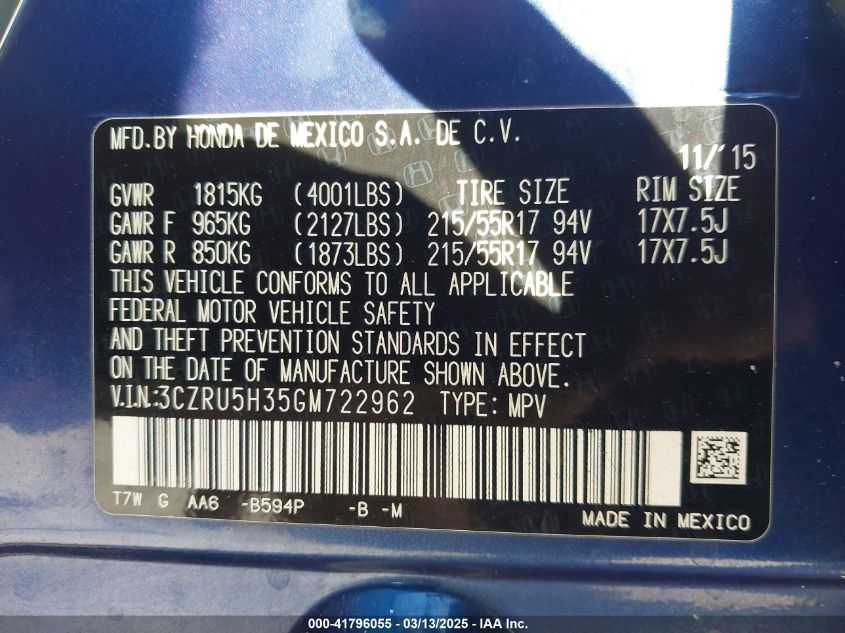 MFD. BY HONDA DE MEXICO S.A. DE C.V.
11/'15
GVWR 1815KG (4001LBS) TIRE SIZE RIM SIZE
GAWR F 965KG (2127LBS) 215/55R17 94V 17X7.5J
GAWR R 850KG (1873LBS) 215/55R17 94V 17X7.5J
THIS VEHICLE CONFORMS TO ALL APPLICABLE
FEDERAL MOTOR VEHICLE SAFETY
AND THEFT PREVENTION STANDARDS IN EFFECT
ON THE DATE OF MANUFACTURE SHOWN ABOVE.
V.I.N.:3CZRU5H35GM722962 TYPE: MPV
T7W G AA6 -B594P -B -M
MADE IN MEXICO
000-41796055 - 03/13/2025 - IAAI Inc.